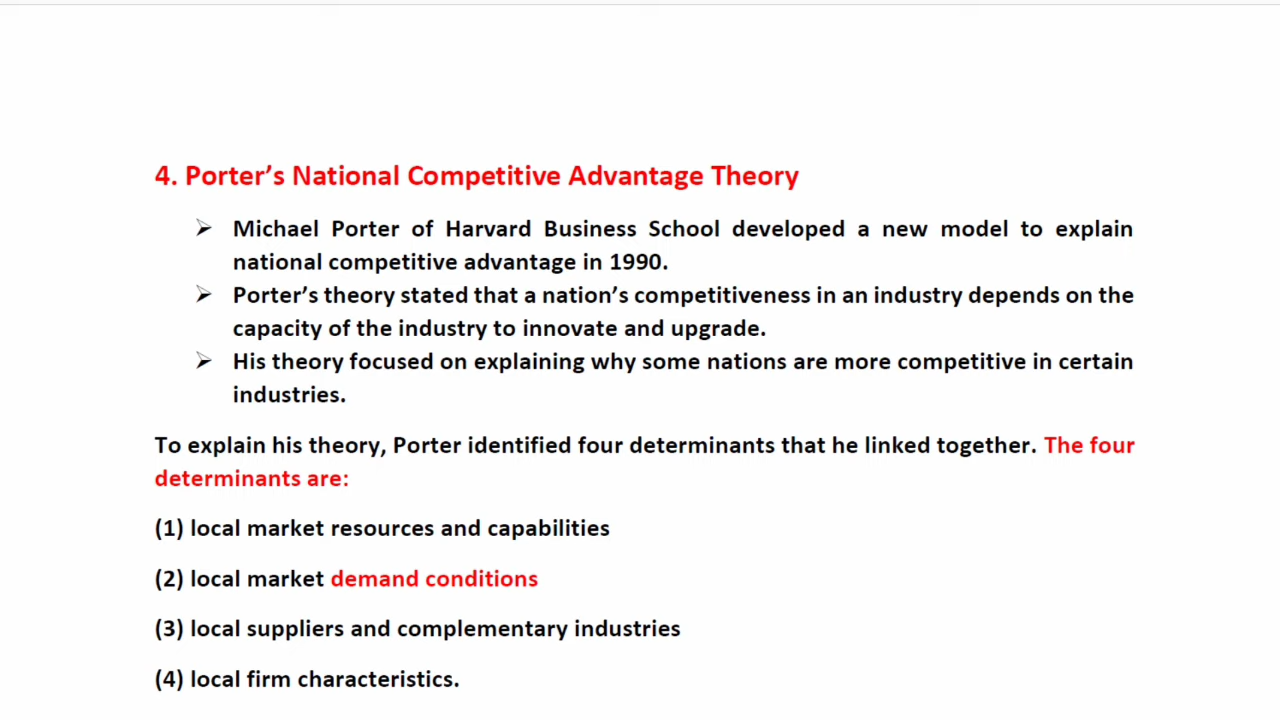 4. Porter’s National Competitive Advantage Theory
➢ Michael Porter of Harvard Business School developed a new model to explain
national competitive advantage in 1990.
➢ Porter’s theory stated that a nation’s competitiveness in an industry depends on the
capacity of the industry to innovate and upgrade.
➢ His theory focused on explaining why some nations are more competitive in certain
industries.
To explain his theory, Porter identified four determinants that he linked together. The four
determinants are:
(1) local market resources and capabilities
(2) local market demand conditions
(3) local suppliers and complementary industries
(4) local firm characteristics.